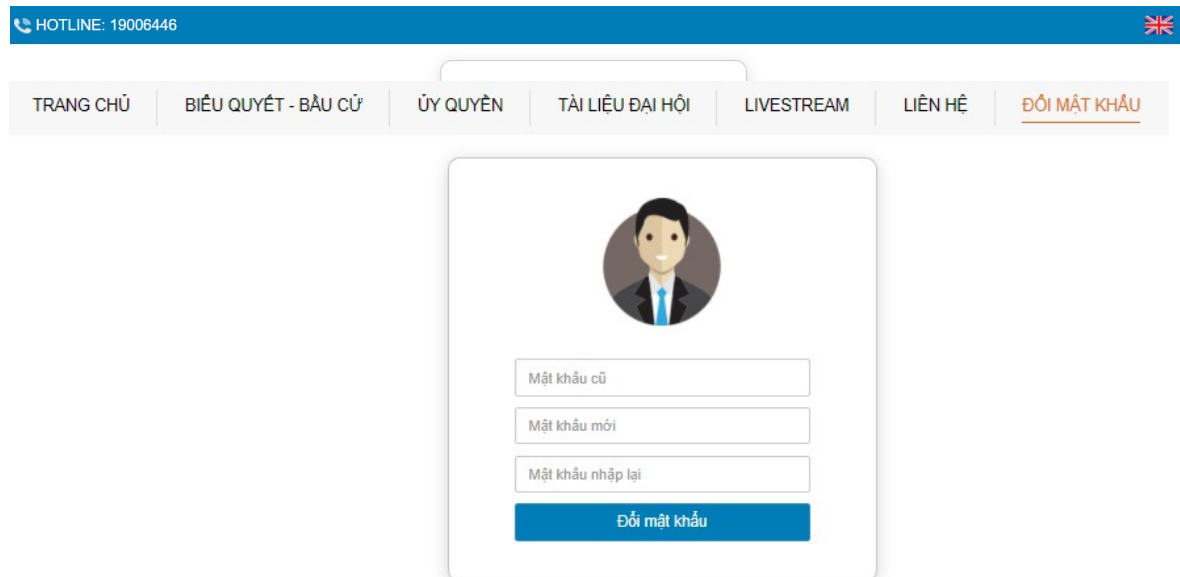 HOTLINE: 19006446
TRANG CHỦ BIỂU QUYẾT - BẦU CỬ ỦY QUYỀN TÀI LIỆU ĐẠI HỘI LIVESTREAM LIÊN HỆ ĐỔI MẬT KHẨU
Mật khẩu cũ
Mật khẩu mới
Mật khẩu nhập lại
Đổi mật khẩu